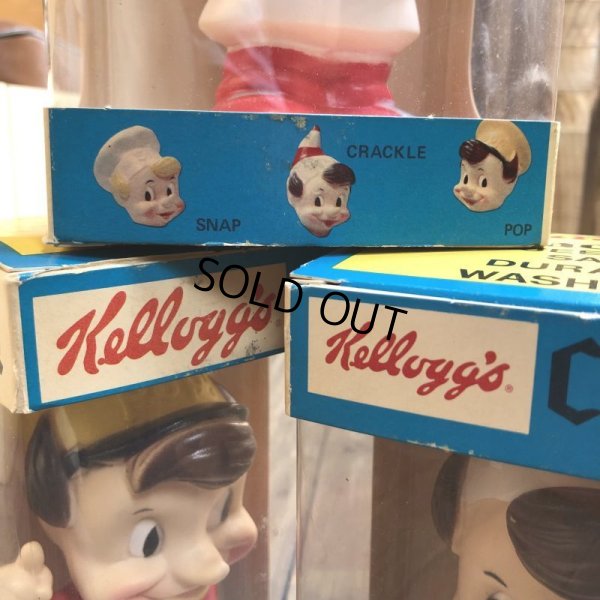 CRACKLE
SNAP
POP
DURA
WASH
SOLD OUT
Kellogg's
Kellogg's ®
C